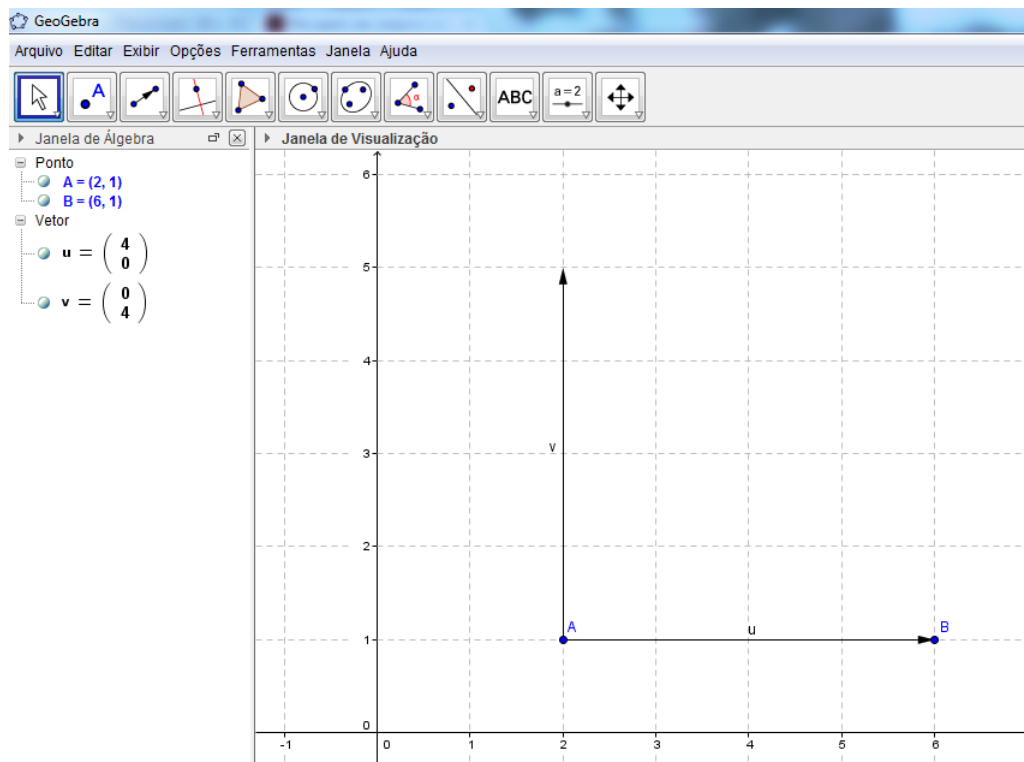 GeoGebra
Arquivo Editar Exibir Opções Ferramentas Janela Ajuda
A α ABC a=2
Janela de Álgebra
Janela de Visualização
Ponto
A = (2, 1)
B = (6, 1)
Vetor
u = ( 4
0 )
v = ( 0
4 )
6
5
4
v
3
2
A
u
B
1
0
-1 0 1 2 3 4 5 6